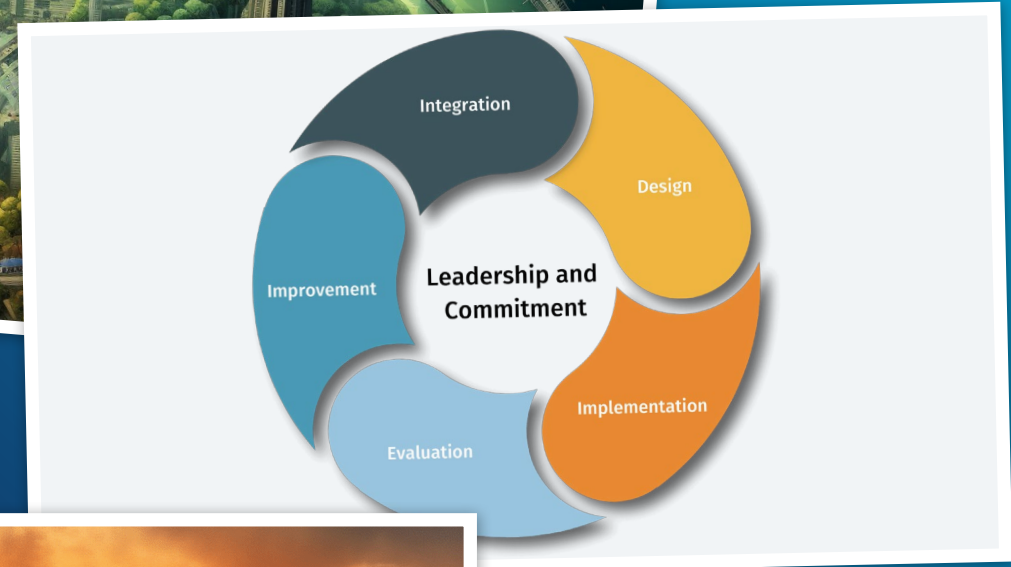 Integration
Design
Leadership and
Commitment
Improvement
Implementation
Evaluation